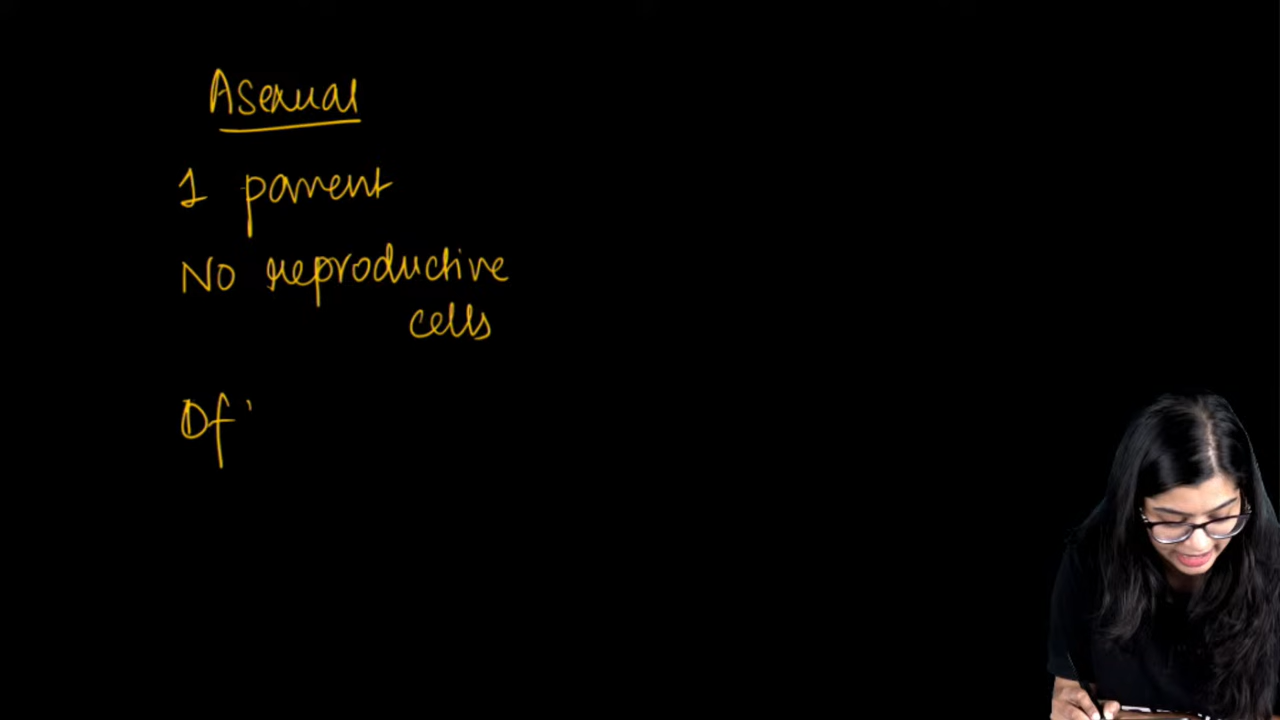 Asexual
1 parent
No reproductive
cells
Of